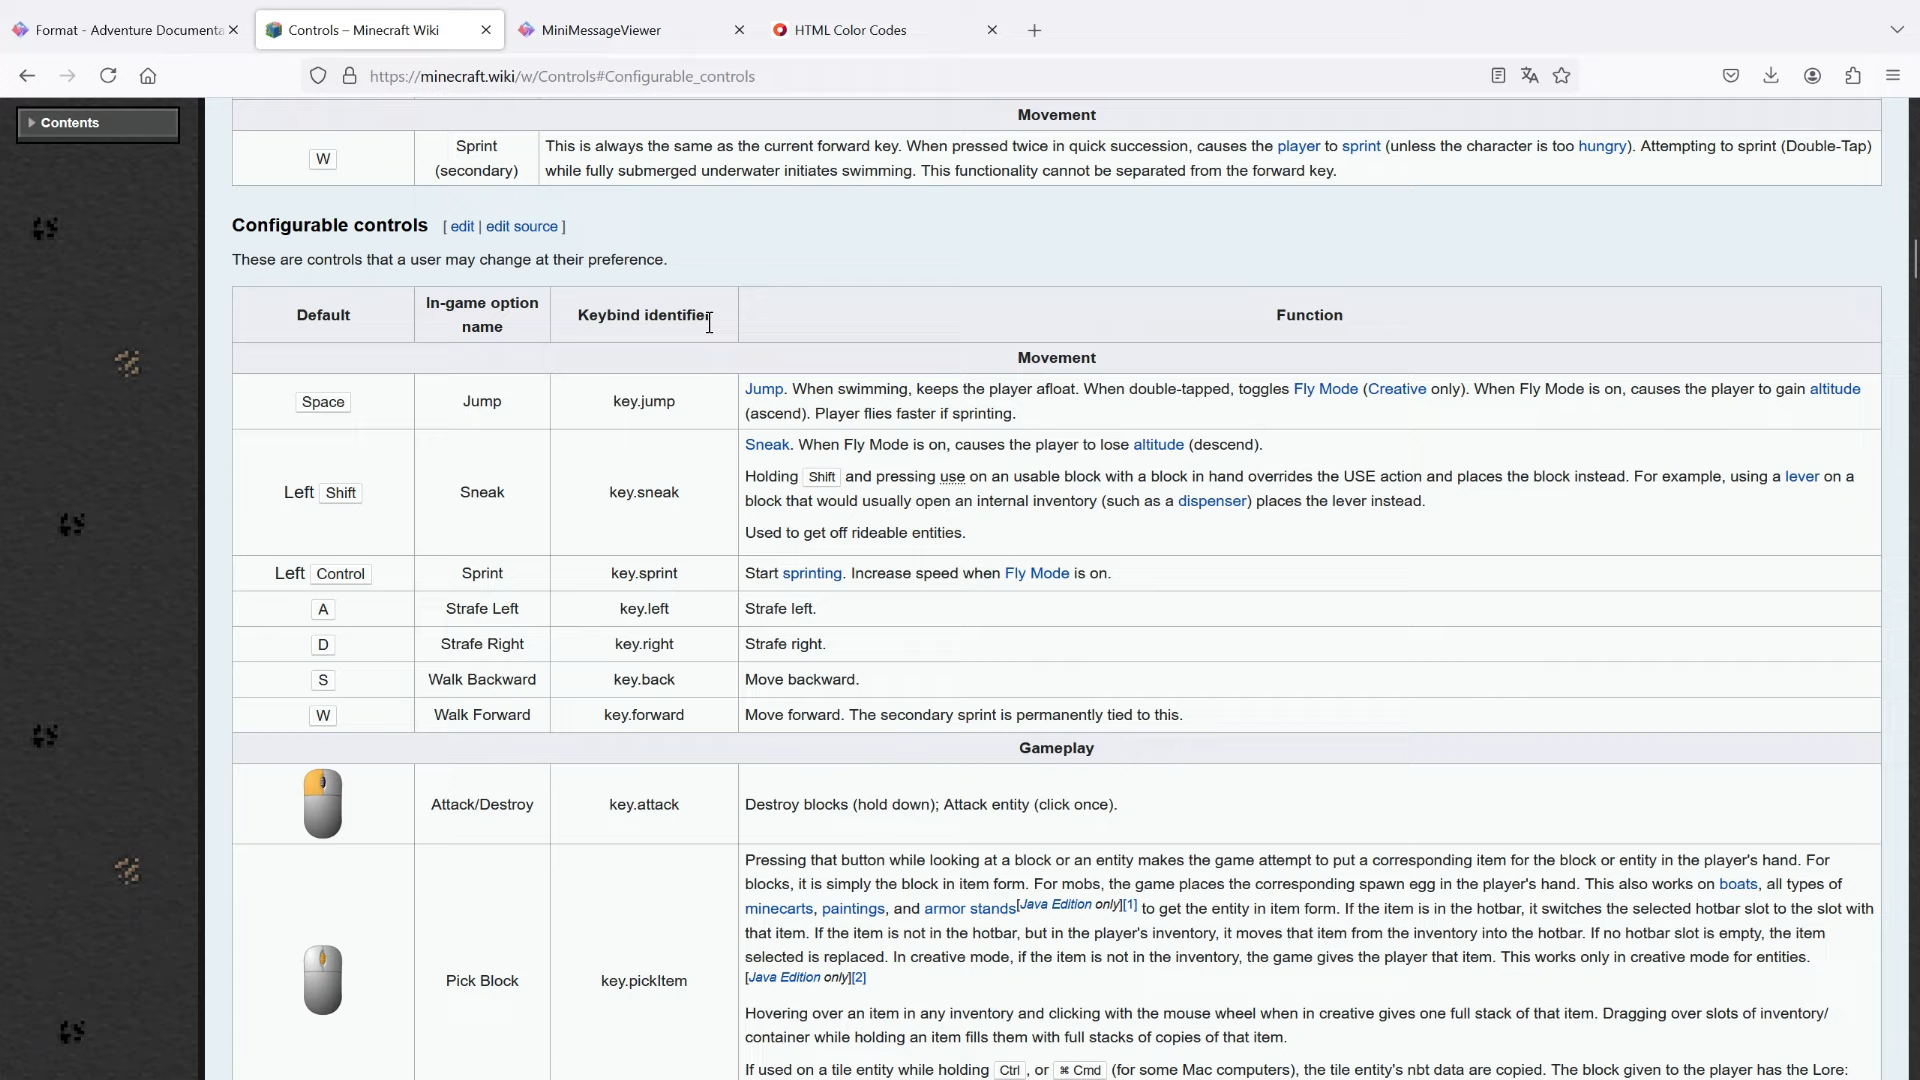 Format - Adventure Documenta
Controls – Minecraft Wiki
MiniMessageViewer
HTML Color Codes
https://minecraft.wiki/w/Controls#Configurable_controls
Contents
Movement
W
Sprint
(secondary)
This is always the same as the current forward key. When pressed twice in quick succession, causes the player to sprint (unless the character is too hungry). Attempting to sprint (Double-Tap)
while fully submerged underwater initiates swimming. This functionality cannot be separated from the forward key.
Configurable controls [ edit | edit source ]
These are controls that a user may change at their preference.
Default
In-game option
name
Keybind identifier
Function
Movement
Space
Jump
key.jump
Jump. When swimming, keeps the player afloat. When double-tapped, toggles Fly Mode (Creative only). When Fly Mode is on, causes the player to gain altitude
(ascend). Player flies faster if sprinting.
Left Shift
Sneak
key.sneak
Sneak. When Fly Mode is on, causes the player to lose altitude (descend).
Holding Shift and pressing use on an usable block with a block in hand overrides the USE action and places the block instead. For example, using a lever on a
block that would usually open an internal inventory (such as a dispenser) places the lever instead.
Used to get off rideable entities.
Left Control
Sprint
key.sprint
Start sprinting. Increase speed when Fly Mode is on.
A
Strafe Left
key.left
Strafe left.
D
Strafe Right
key.right
Strafe right.
S
Walk Backward
key.back
Move backward.
W
Walk Forward
key.forward
Move forward. The secondary sprint is permanently tied to this.
Gameplay
Attack/Destroy
key.attack
Destroy blocks (hold down); Attack entity (click once).
Pick Block
key.pickItem
Pressing that button while looking at a block or an entity makes the game attempt to put a corresponding item for the block or entity in the player's hand. For
blocks, it is simply the block in item form. For mobs, the game places the corresponding spawn egg in the player's hand. This also works on boats, all types of
minecarts, paintings, and armor stands[Java Edition only][1] to get the entity in item form. If the item is in the hotbar, it switches the selected hotbar slot to the slot with
that item. If the item is not in the hotbar, but in the player's inventory, it moves that item from the inventory into the hotbar. If no hotbar slot is empty, the item
selected is replaced. In creative mode, if the item is not in the inventory, the game gives the player that item. This works only in creative mode for entities.
[Java Edition only][2]
Hovering over an item in any inventory and clicking with the mouse wheel when in creative gives one full stack of that item. Dragging over slots of inventory/
container while holding an item fills them with full stacks of copies of that item.
If used on a tile entity while holding Ctrl, or ⌘ Cmd (for some Mac computers), the tile entity's nbt data are copied. The block given to the player has the Lore: